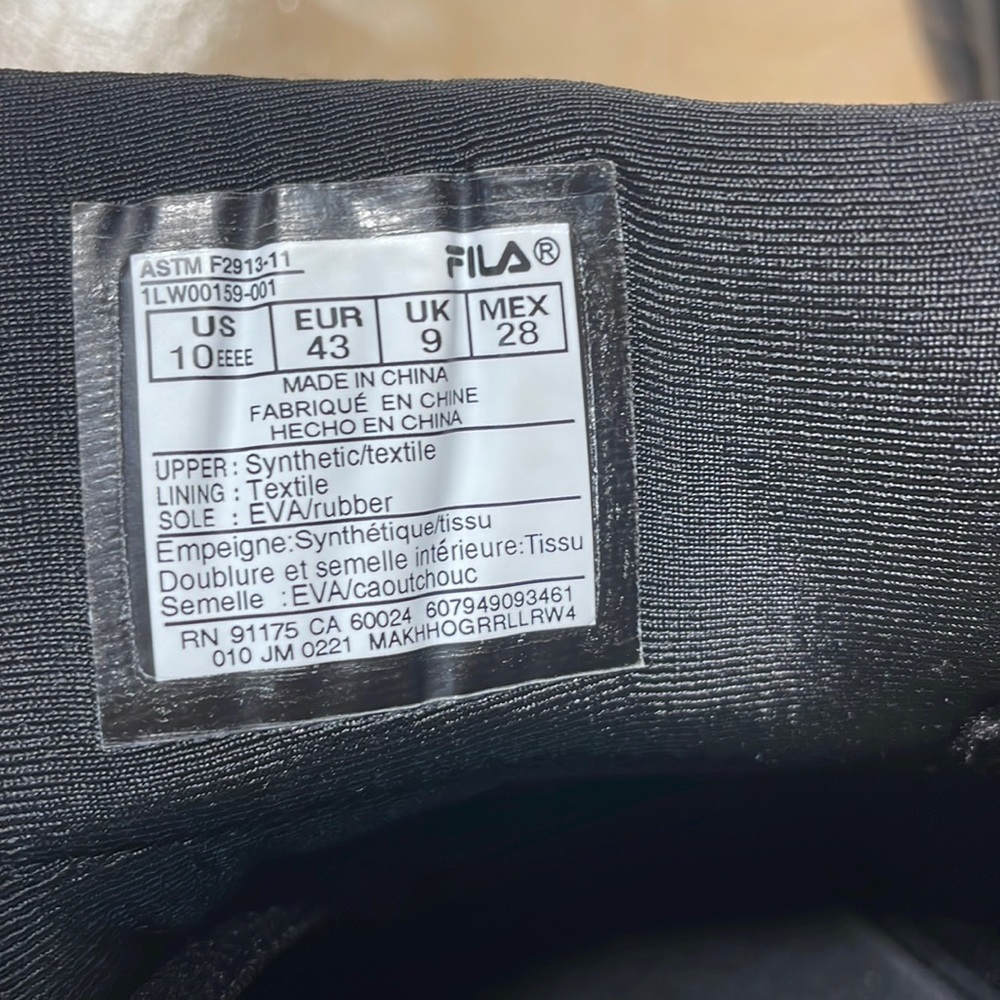 ASTM F2913-11
FILA®
1LW00159-001
US EUR UK MEX
10EEEE 43 9 28
MADE IN CHINA
FABRIQUÉ EN CHINE
HECHO EN CHINA
UPPER : Synthetic/textile
LINING : Textile
SOLE : EVA/rubber
Empeigne:Synthétique/tissu
Doublure et semelle intérieure:Tissu
Semelle :EVA/caoutchouc
RN 91175 CA 60024 607949093461
010 JM 0221 MAKHHOGRRLLRW4